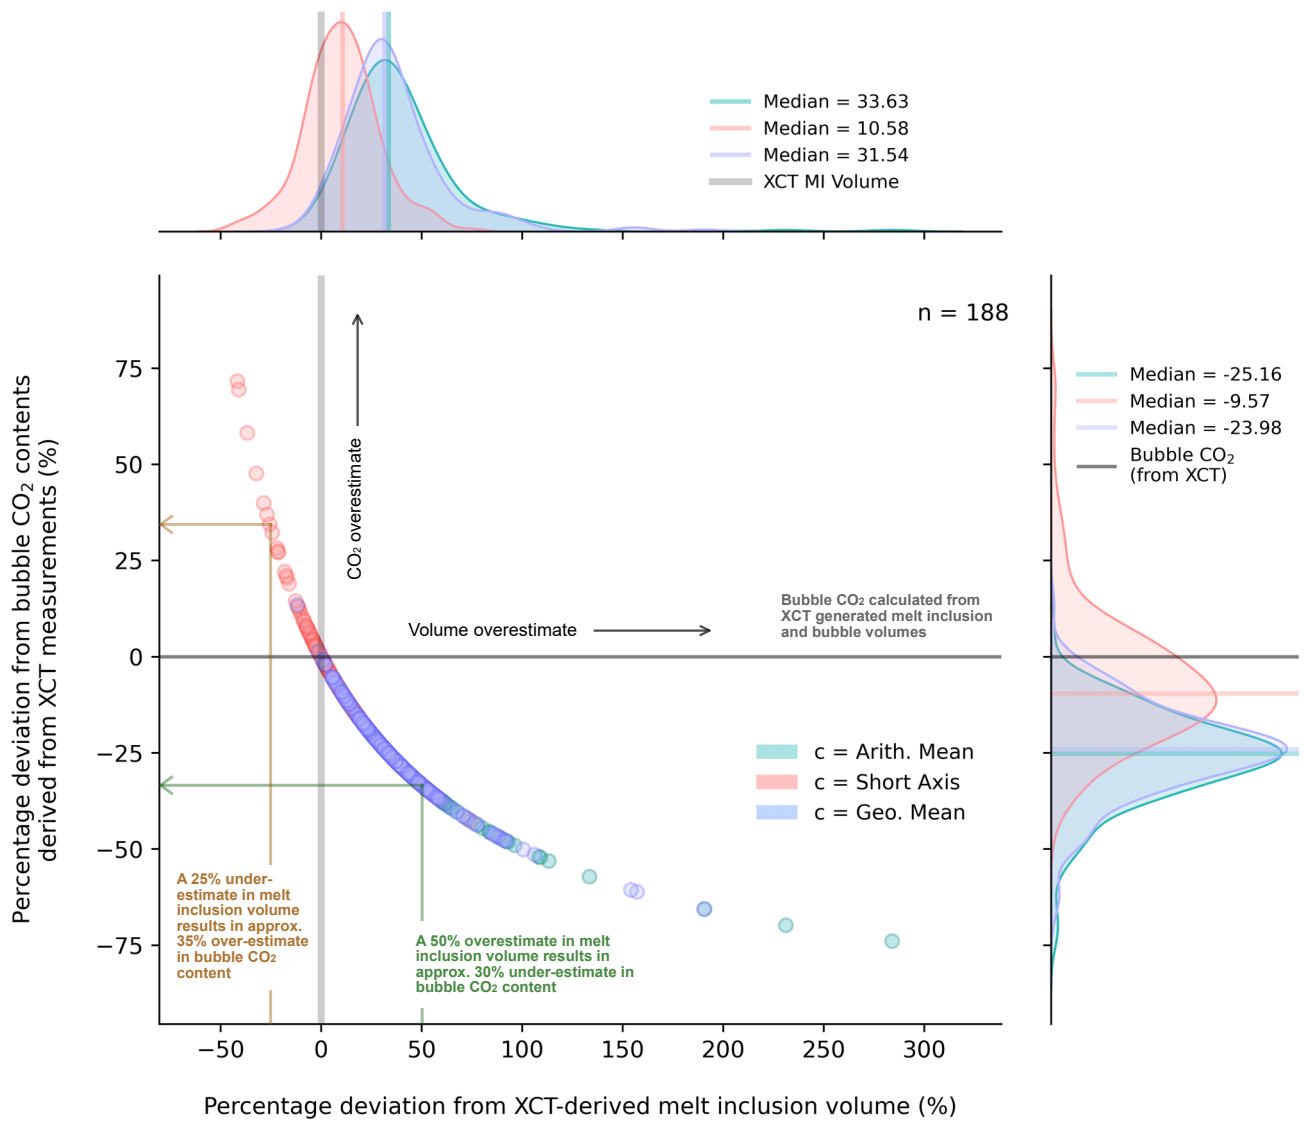 Median = 33.63
Median = 10.58
Median = 31.54
XCT MI Volume
n = 188
Median = -25.16
Median = -9.57
Median = -23.98
Bubble CO₂
(from XCT)
Percentage deviation from bubble CO₂ contents
derived from XCT measurements (%)
75
50
25
0
−25
−50
−75
CO₂ overestimate
Volume overestimate
Bubble CO₂ calculated from
XCT generated melt inclusion
and bubble volumes
c = Arith. Mean
c = Short Axis
c = Geo. Mean
A 25% under-
estimate in melt
inclusion volume
results in approx.
35% over-estimate
in bubble CO₂
content
A 50% overestimate in melt
inclusion volume results in
approx. 30% under-estimate in
bubble CO₂ content
−50
0
50
100
150
200
250
300
Percentage deviation from XCT-derived melt inclusion volume (%)